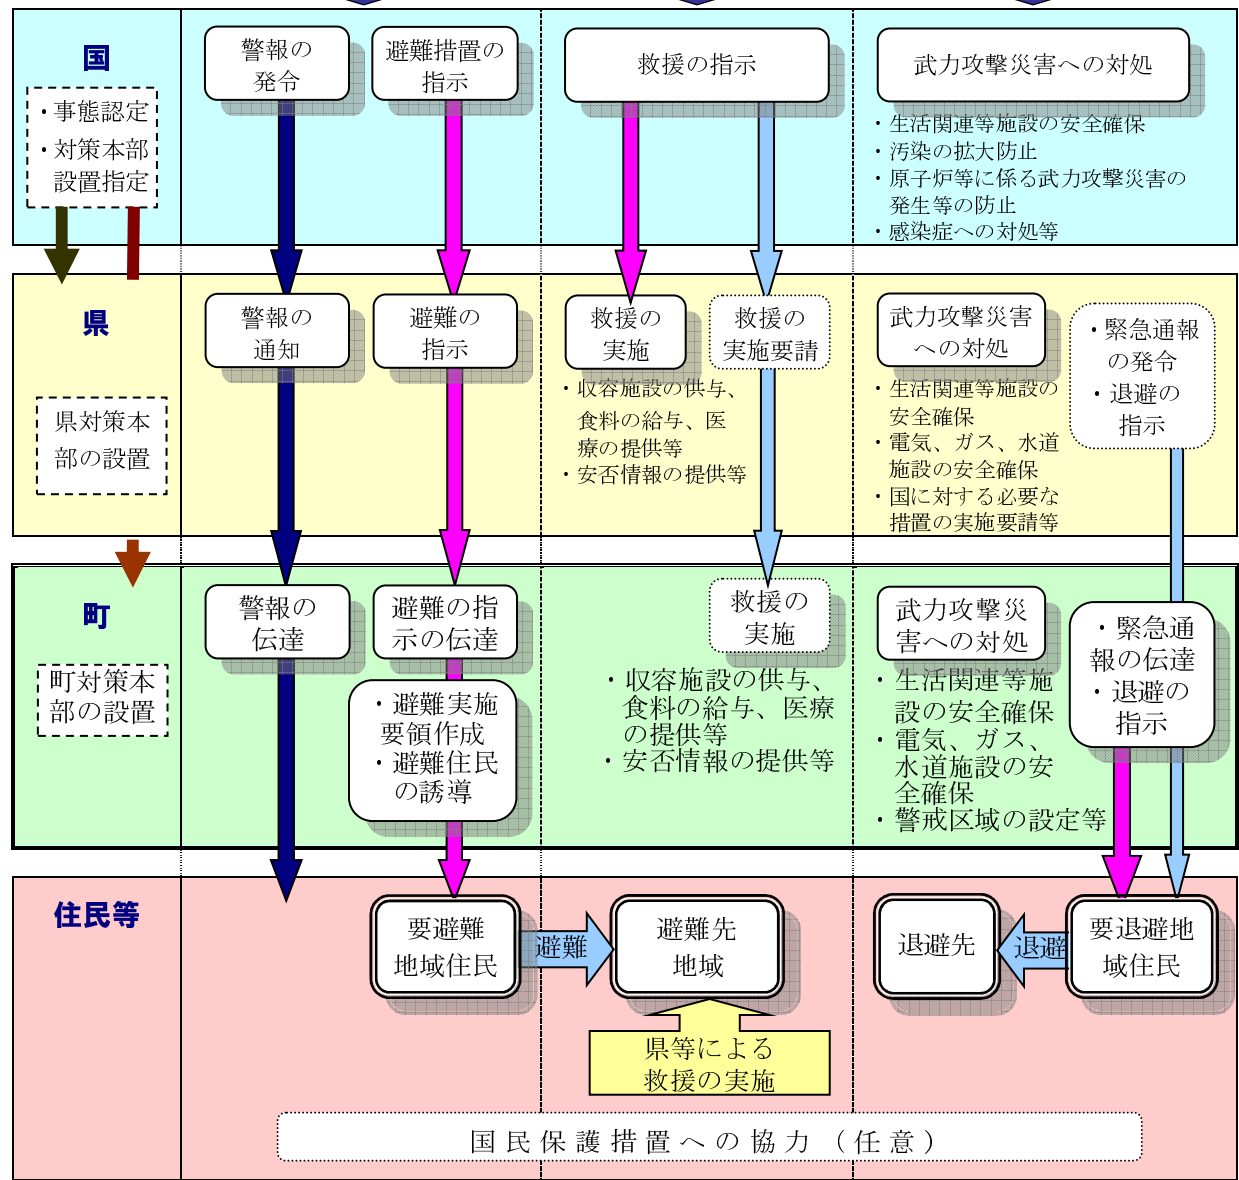 国
・事態認定
・対策本部
設置指定
警報の
発令
避難措置の
指示
救援の指示
武力攻撃災害への対処
・生活関連等施設の安全確保
・汚染の拡大防止
・原子炉等に係る武力攻撃災害の
発生等の防止
・感染症への対処等
県
県対策本
部の設置
警報の
通知
避難の
指示
救援の
実施
・収容施設の供与、
食料の給与、医
療の提供等
・安否情報の提供等
救援の
実施要請
武力攻撃災害
への対処
・生活関連等施設の
安全確保
・電気、ガス、水道
施設の安全確保
・国に対する必要な
措置の実施要請等
・緊急通報
の発令
・退避の
指示
町
町対策本
部の設置
警報の
伝達
避難の指
示の伝達
・避難実施
要領作成
・避難住民
の誘導
救援の
実施
・収容施設の供与、
食料の給与、医療
の提供等
・安否情報の提供等
武力攻撃災
害への対処
・生活関連等施
設の安全確保
・電気、ガス、
水道施設の安
全確保
・警戒区域の設定等
・緊急通
報の伝達
・退避の
指示
住民等
要避難
地域住民
避難
避難先
地域
県等による
救援の実施
退避先
退避
要退避地
域住民
国民保護措置への協力（任意）